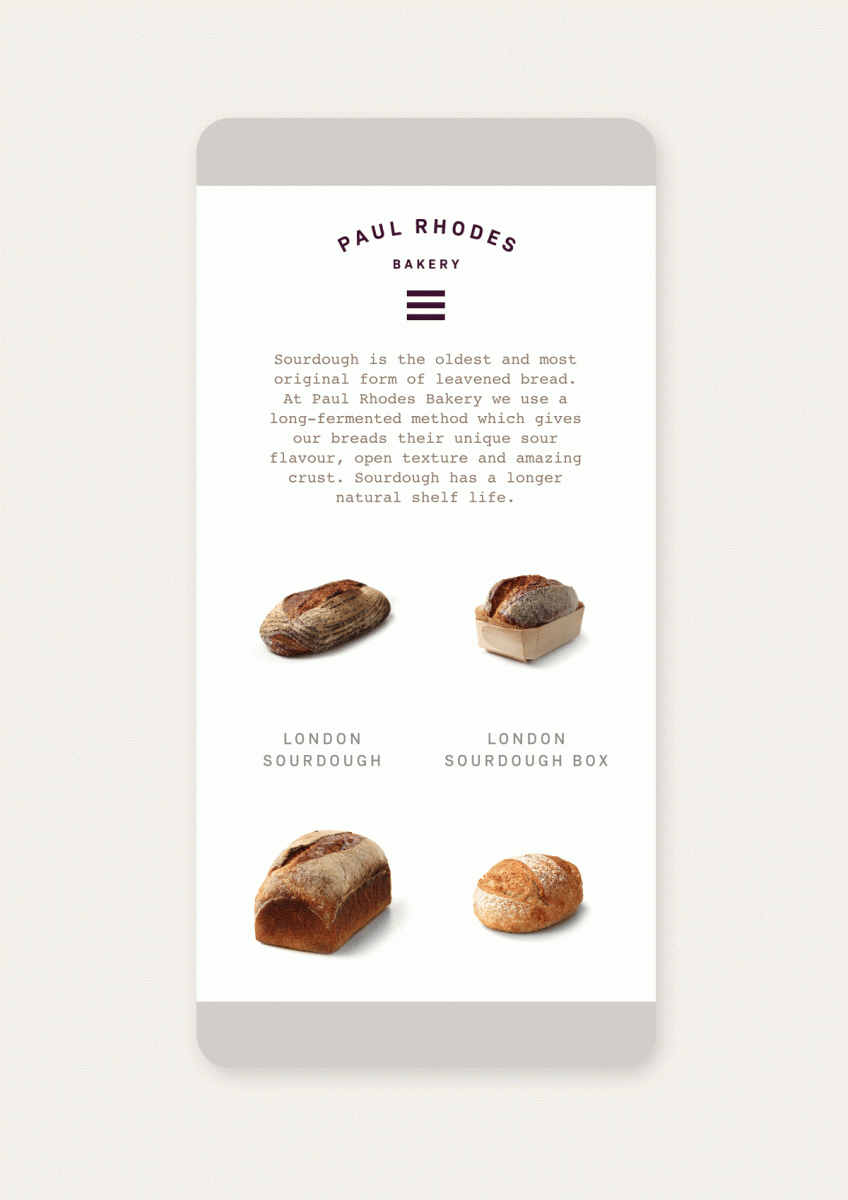 PAUL RHODES
BAKERY
Sourdough is the oldest and most
original form of leavened bread.
At Paul Rhodes Bakery we use a
long-fermented method which gives
our breads their unique sour
flavour, open texture and amazing
crust. Sourdough has a longer
natural shelf life.
LONDON
SOURDOUGH
LONDON
SOURDOUGH BOX